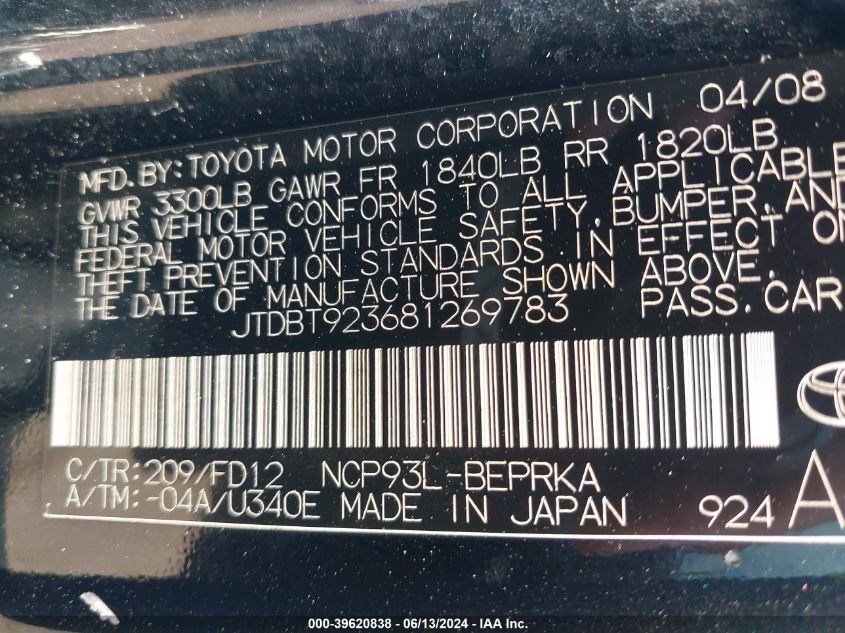 MFD. BY: TOYOTA MOTOR CORPORATION 04/08
GVWR 3300LB GAWR FR 1840LB RR 1820LB
THIS VEHICLE CONFORMS TO ALL APPLICABLE
FEDERAL MOTOR VEHICLE SAFETY, BUMPER, AND
THEFT PREVENTION STANDARDS IN EFFECT ON
THE DATE OF MANUFACTURE SHOWN ABOVE.
JTDBT923681269783 PASS. CAR
C/TR: 209/FD12 NCP93L-BEPRKA
A/TM: -04A/U340E MADE IN JAPAN 924 A
000-39620838 - 06/13/2024 - IAA Inc.